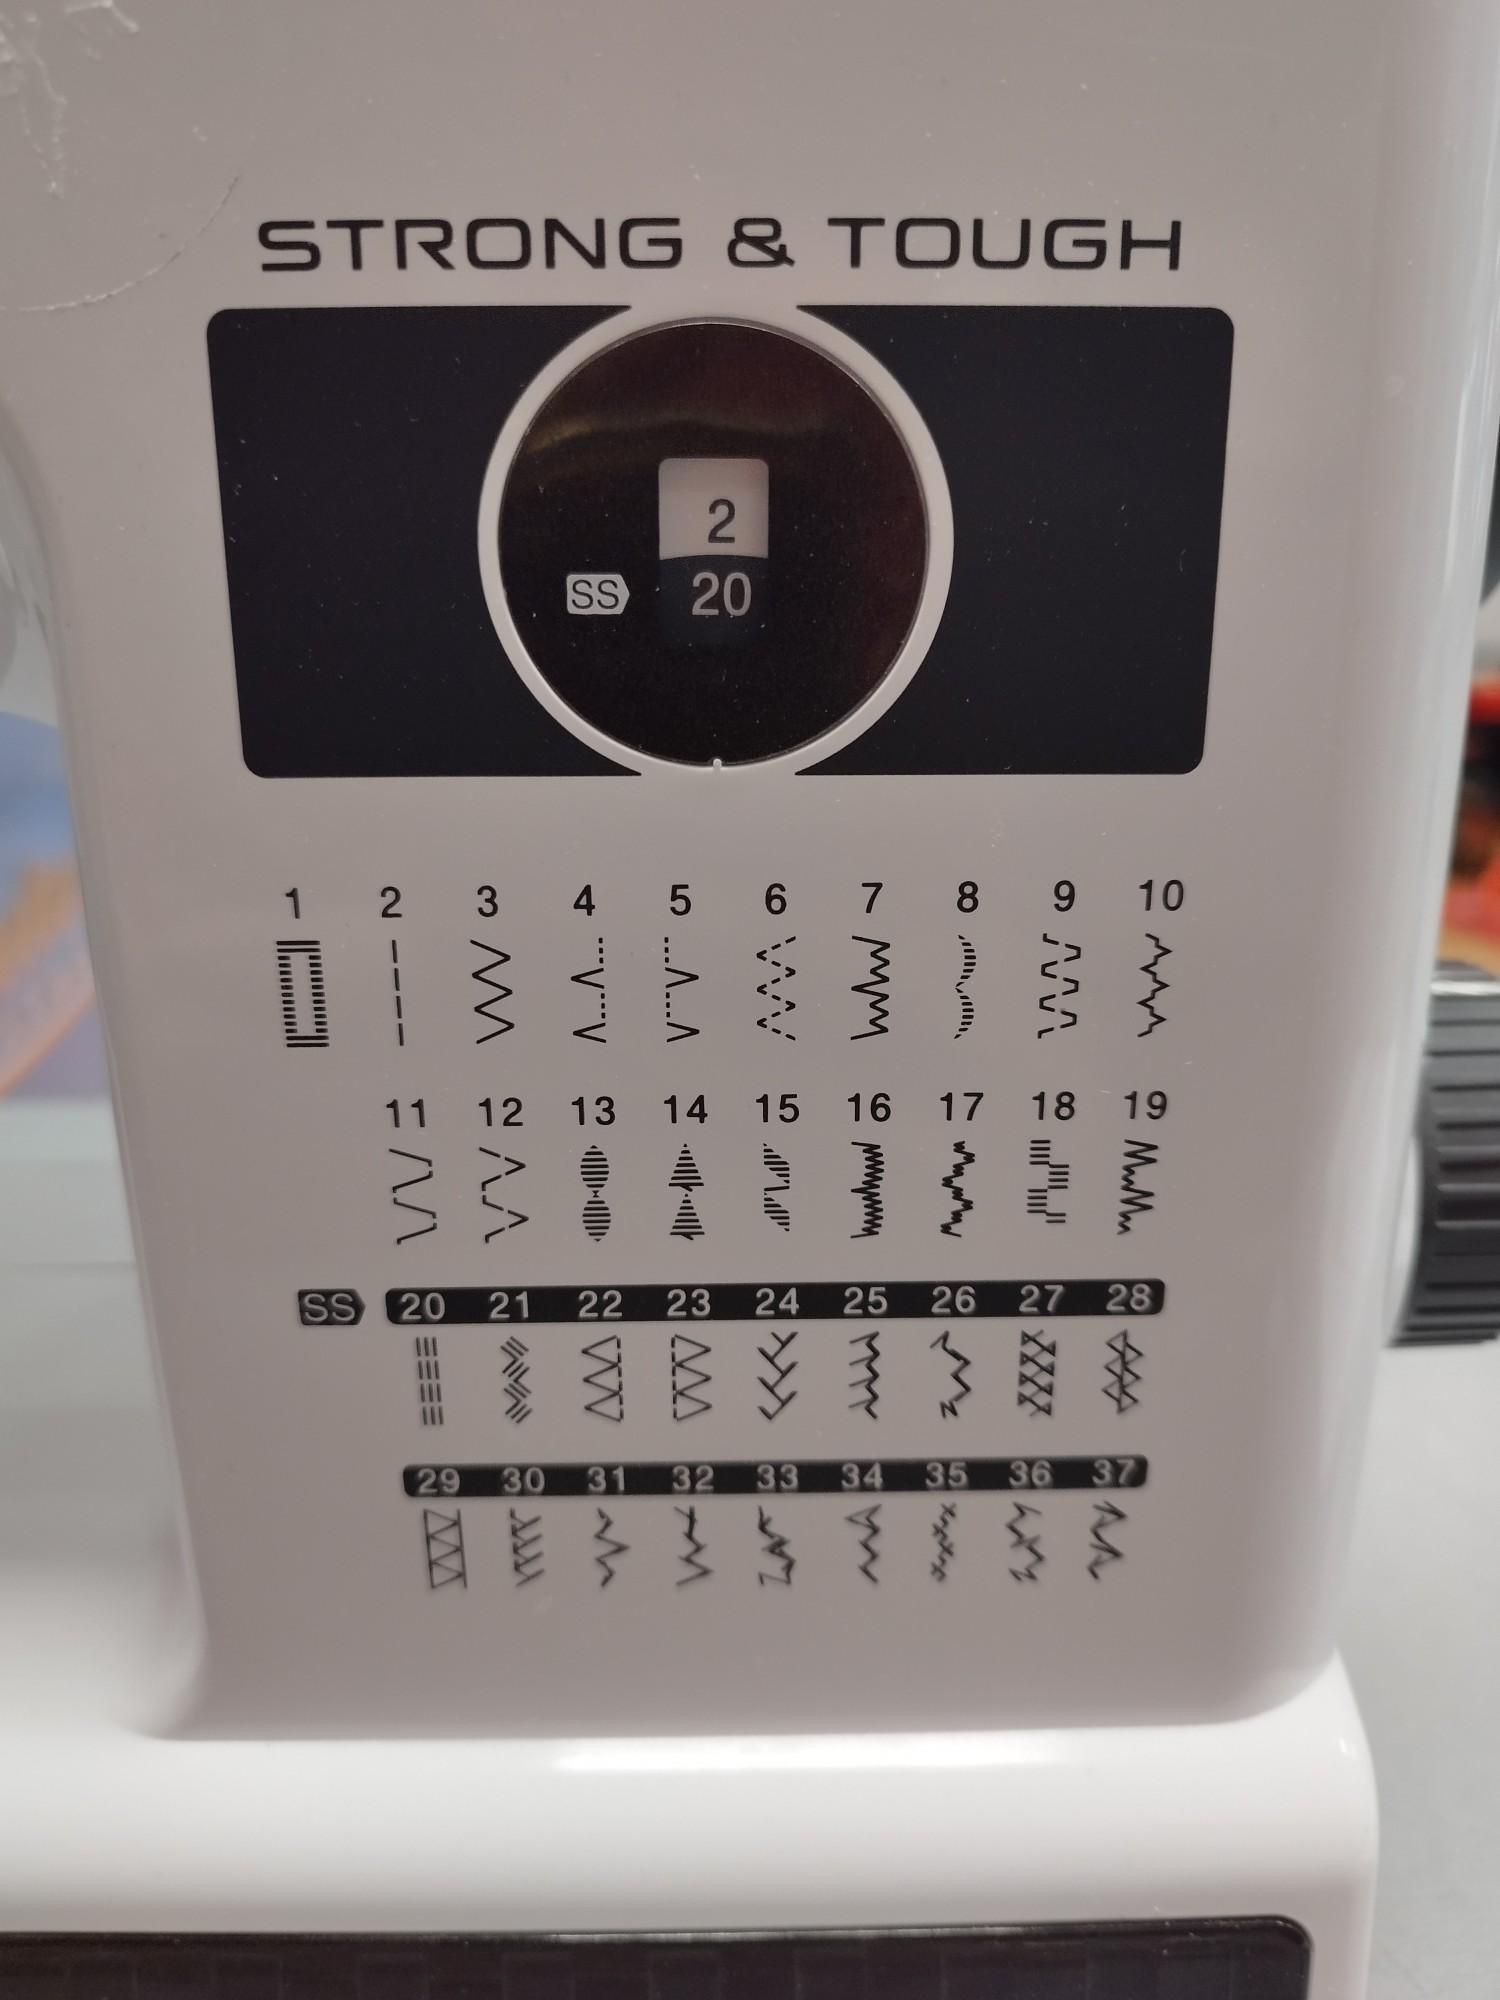 STRONG & TOUGH
2
SS 20
1 2 3 4 5 6 7 8 9 10
11 12 13 14 15 16 17 18 19
SS 20 21 22 23 24 25 26 27 28
29 30 31 32 33 34 35 36 37